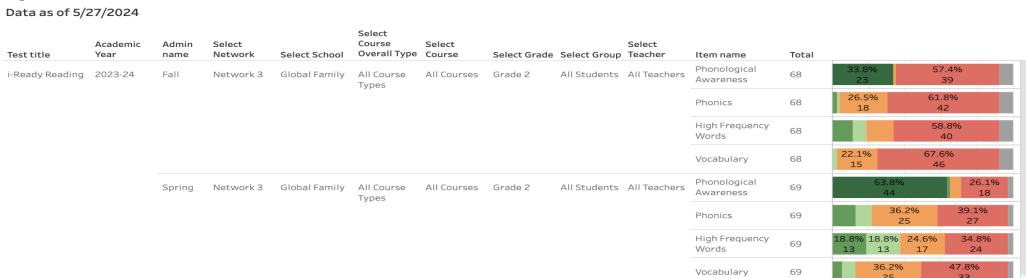 Data as of 5/27/2024
Test title Academic Year Admin name Select Network Select School Select Course Overall Type Select Course Select Grade Select Group Select Teacher Item name Total
i-Ready Reading 2023-24 Fall Network 3 Global Family All Course Types All Courses Grade 2 All Students All Teachers Phonological Awareness 68 33.8% 23 57.4% 39
Phonics 68 26.5% 18 61.8% 42
High Frequency Words 68 58.8% 40
Vocabulary 68 22.1% 15 67.6% 46
Spring Network 3 Global Family All Course Types All Courses Grade 2 All Students All Teachers Phonological Awareness 69 63.8% 44 26.1% 18
Phonics 69 36.2% 25 39.1% 27
High Frequency Words 69 18.8% 13 18.8% 13 24.6% 17 34.8% 24
Vocabulary 69 36.2% 47.8%